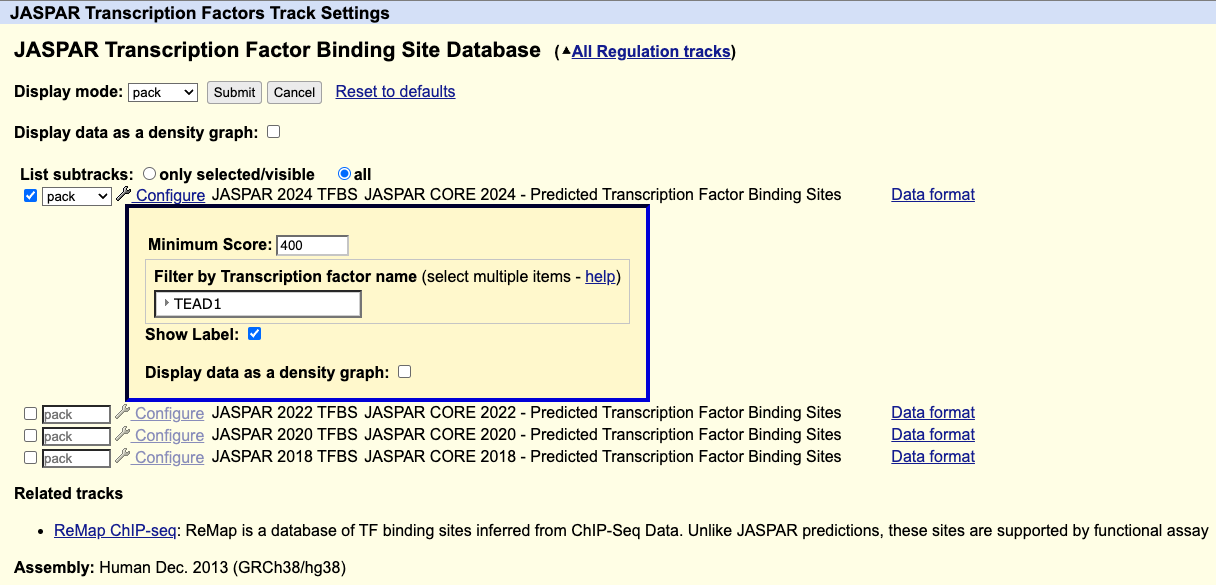 JASPAR Transcription Factors Track Settings
JASPAR Transcription Factor Binding Site Database (All Regulation tracks)
Display mode: pack Submit Cancel Reset to defaults
Display data as a density graph:
List subtracks: only selected/visible all
pack Configure JASPAR 2024 TFBS JASPAR CORE 2024 - Predicted Transcription Factor Binding Sites Data format
Minimum Score: 400
Filter by Transcription factor name (select multiple items - help)
TEAD1
Show Label:
Display data as a density graph:
pack Configure JASPAR 2022 TFBS JASPAR CORE 2022 - Predicted Transcription Factor Binding Sites Data format
pack Configure JASPAR 2020 TFBS JASPAR CORE 2020 - Predicted Transcription Factor Binding Sites Data format
pack Configure JASPAR 2018 TFBS JASPAR CORE 2018 - Predicted Transcription Factor Binding Sites Data format
Related tracks
• ReMap ChIP-seq: ReMap is a database of TF binding sites inferred from ChIP-Seq Data. Unlike JASPAR predictions, these sites are supported by functional assay
Assembly: Human Dec. 2013 (GRCh38/hg38)